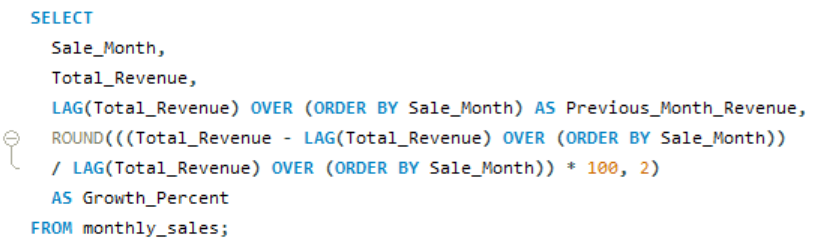 SELECT
Sale_Month,
Total_Revenue,
LAG(Total_Revenue) OVER (ORDER BY Sale_Month) AS Previous_Month_Revenue,
ROUND(((Total_Revenue - LAG(Total_Revenue) OVER (ORDER BY Sale_Month))
/ LAG(Total_Revenue) OVER (ORDER BY Sale_Month)) * 100, 2)
AS Growth_Percent
FROM monthly_sales;